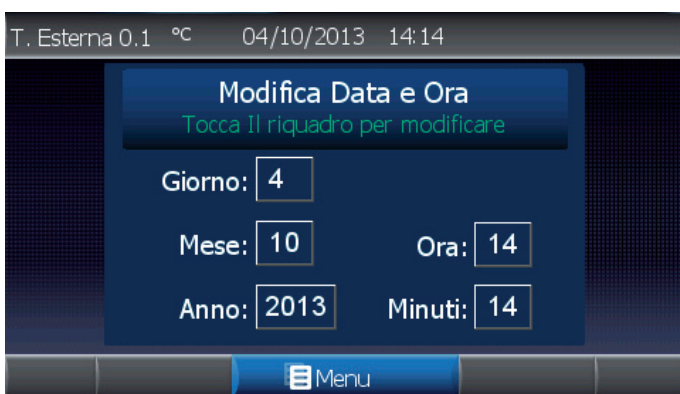 T. Esterna 0.1 °C 04/10/2013 14:14
Modifica Data e Ora
Tocca Il riquadro per modificare
Giorno: 4
Mese: 10 Ora: 14
Anno: 2013 Minuti: 14
Menu